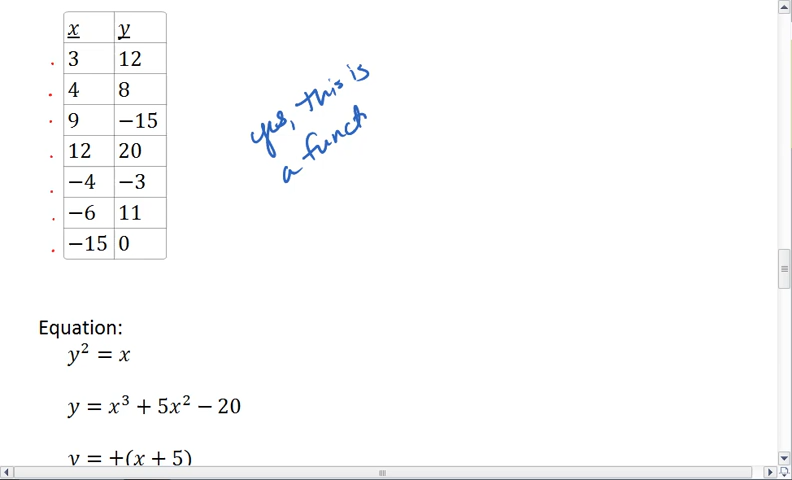 x y
3 12
4 8
9 −15
12 20
−4 −3
−6 11
−15 0
yes, this is
a funct
Equation:
y² = x
y = x³ + 5x² − 20
y = +(x + 5)